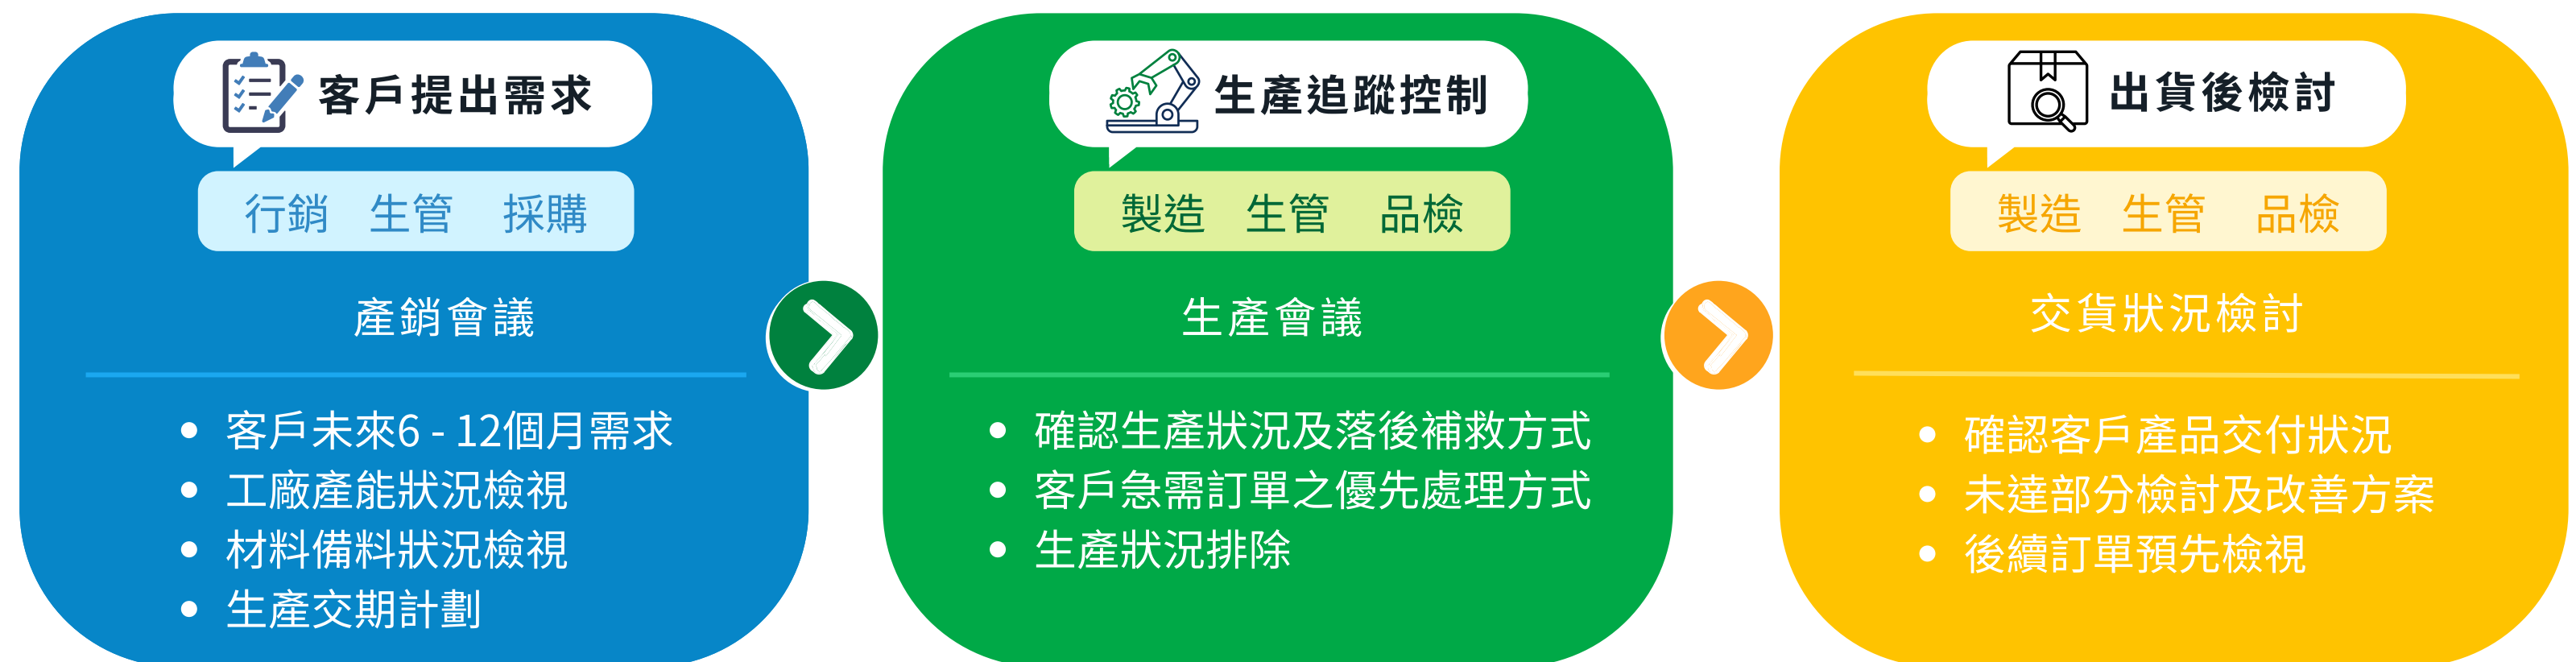 客戶提出需求
行銷 生管 採購
產銷會議
• 客戶未來6 - 12個月需求
• 工廠產能狀況檢視
• 材料備料狀況檢視
• 生產交期計劃
生產追蹤控制
製造 生管 品檢
生產會議
• 確認生產狀況及落後補救方式
• 客戶急需訂單之優先處理方式
• 生產狀況排除
出貨後檢討
製造 生管 品檢
交貨狀況檢討
• 確認客戶產品交付狀況
• 未達部分檢討及改善方案
• 後續訂單預先檢視